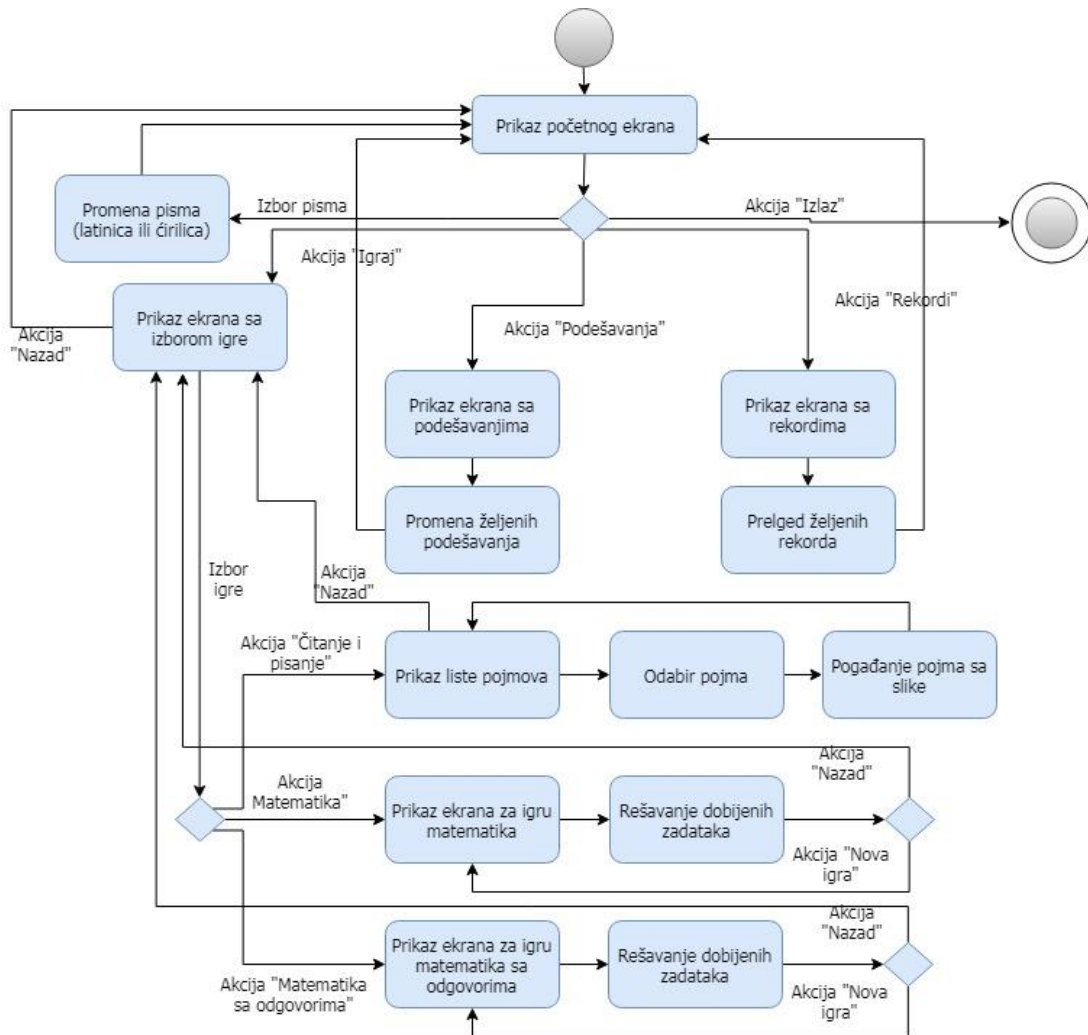 Prikaz početnog ekrana
Promena pisma
(latinica ili ćirilica)
Izbor pisma
Akcija "Izlaz"
Akcija "Igraj"
Prikaz ekrana sa
izborom igre
Akcija
"Nazad"
Akcija "Podešavanja"
Akcija "Rekordi"
Prikaz ekrana sa
podešavanjima
Prikaz ekrana sa
rekordima
Promena željenih
podešavanja
Prelged željenih
rekorda
Izbor
igre
Akcija
"Nazad"
Akcija "Čitanje i
pisanje"
Prikaz liste pojmova
Odabir pojma
Pogađanje pojma sa
slike
Akcija
Matematika"
Prikaz ekrana za igru
matematika
Rešavanje dobijenih
zadataka
Akcija
"Nazad"
Akcija "Nova
igra"
Akcija "Matematika
sa odgovorima"
Prikaz ekrana za igru
matematika sa
odgovorima
Rešavanje dobijenih
zadataka
Akcija
"Nazad"
Akcija "Nova
igra"